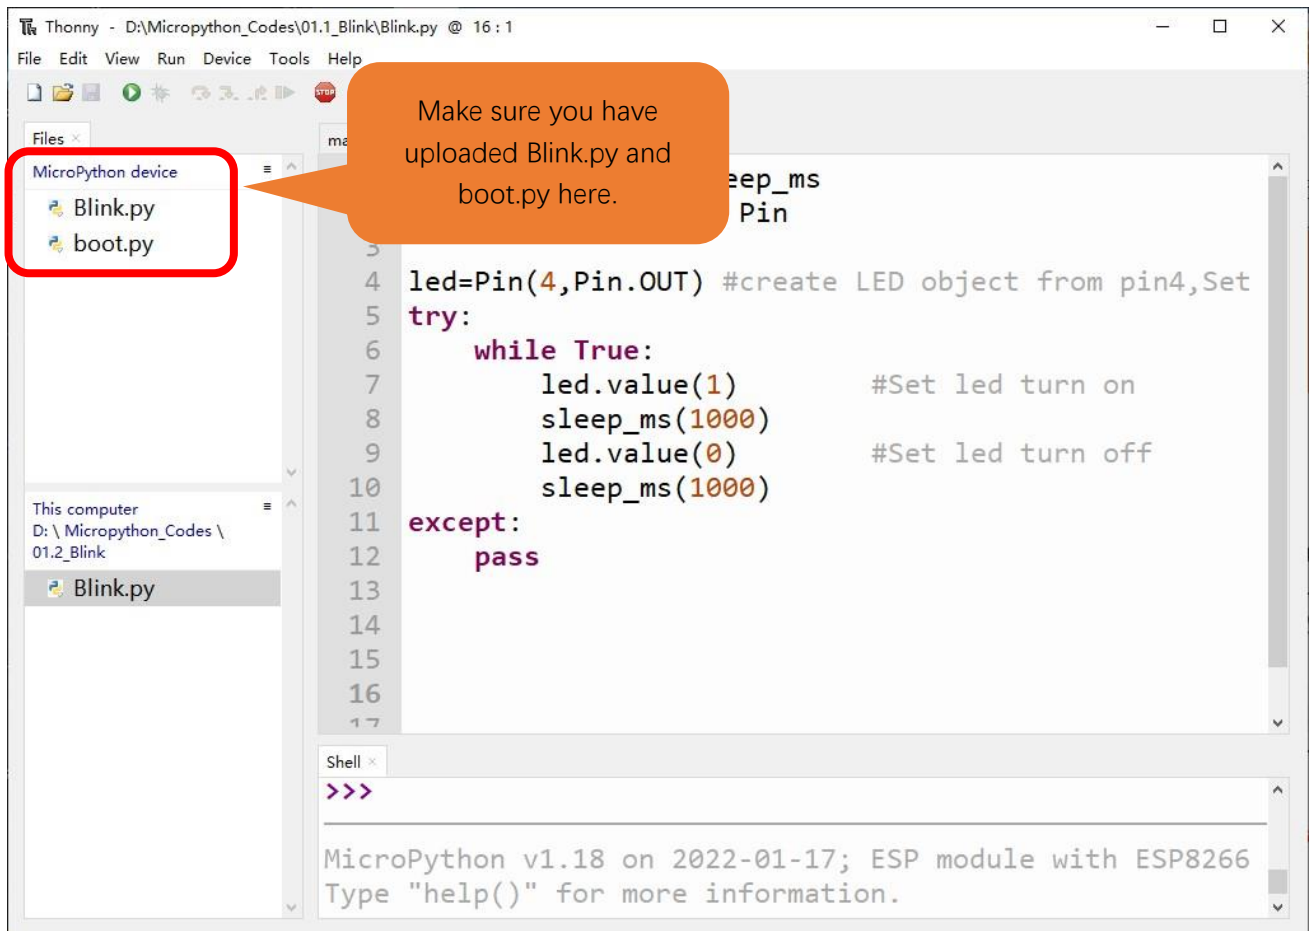 Thonny - D:\Micropython_Codes\01.1_Blink\Blink.py @ 16 : 1
File Edit View Run Device Tools Help
STOP
Make sure you have
uploaded Blink.py and
boot.py here.
Files ×
MicroPython device
Blink.py
boot.py
This computer
D: \ Micropython_Codes \
01.2_Blink
Blink.py
ma
eep_ms
Pin
3
4 led=Pin(4,Pin.OUT) #create LED object from pin4,Set
5 try:
6     while True:
7         led.value(1)        #Set led turn on
8         sleep_ms(1000)
9         led.value(0)        #Set led turn off
10         sleep_ms(1000)
11 except:
12     pass
13
14
15
16
17
Shell ×
>>>
MicroPython v1.18 on 2022-01-17; ESP module with ESP8266
Type "help()" for more information.